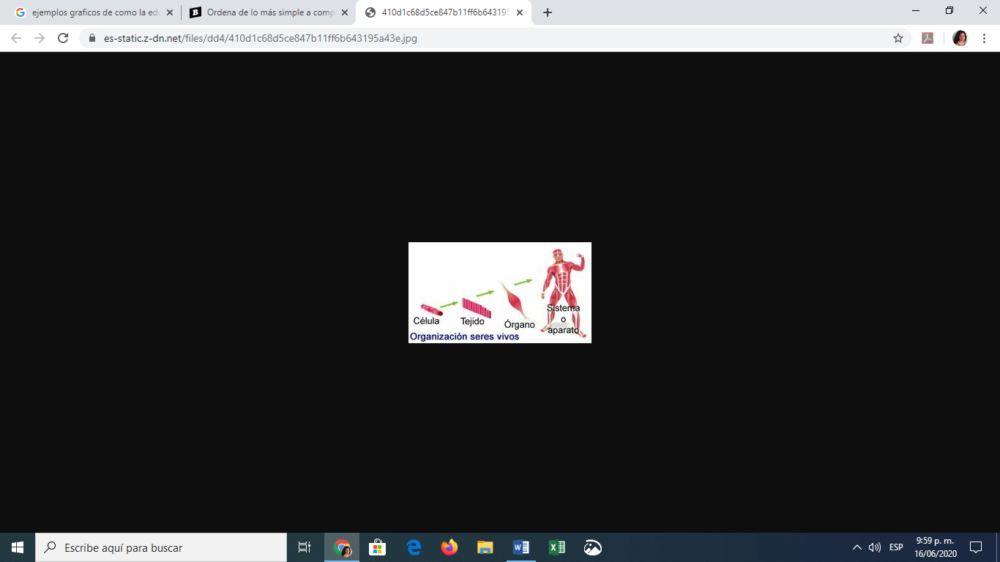 ejemplos graficos de como la edu
Ordena de lo más simple a comp
410d1c68d5ce847b11ff6b643195
es-static.z-dn.net/files/dd4/410d1c68d5ce847b11ff6b643195a43e.jpg
Célula
Tejido
Órgano
Sistema
o
aparato
Organización seres vivos
Escribe aquí para buscar
ESP
9:59 p. m.
16/06/2020